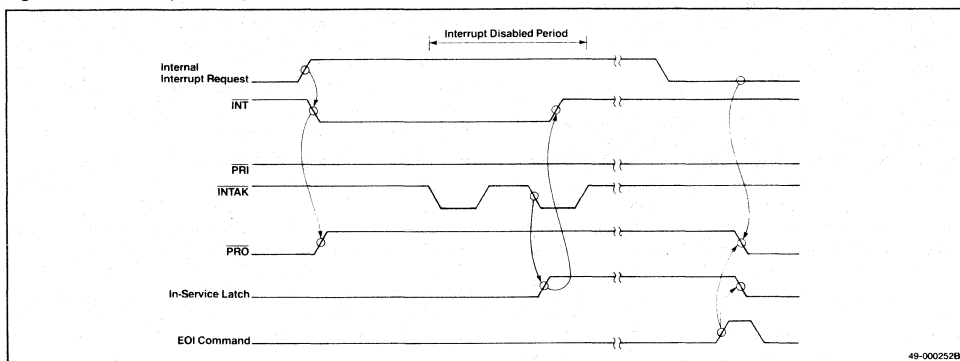 Interrupt Disabled Period
Internal
Interrupt Request
INT
PRI
INTAK
PRO
In-Service Latch
EOI Command
49-000252B